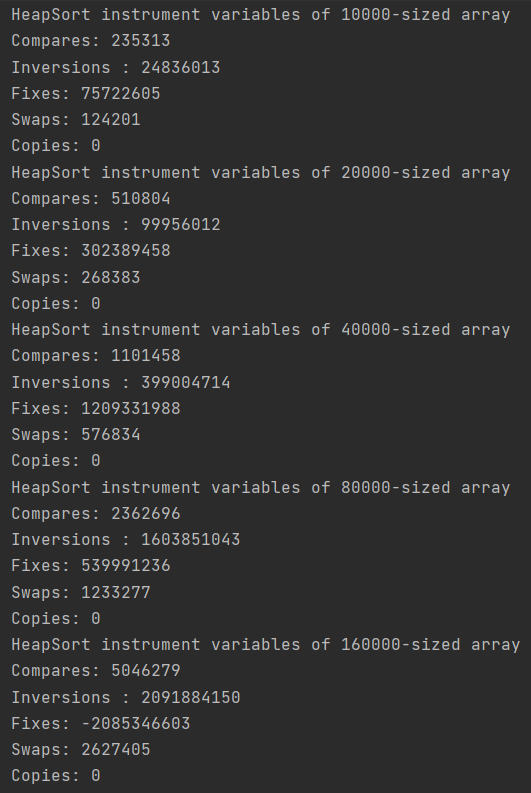 HeapSort instrument variables of 10000-sized array
Compares: 235313
Inversions : 24836013
Fixes: 75722605
Swaps: 124201
Copies: 0
HeapSort instrument variables of 20000-sized array
Compares: 510804
Inversions : 99956012
Fixes: 302389458
Swaps: 268383
Copies: 0
HeapSort instrument variables of 40000-sized array
Compares: 1101458
Inversions : 399004714
Fixes: 1209331988
Swaps: 576834
Copies: 0
HeapSort instrument variables of 80000-sized array
Compares: 2362696
Inversions : 1603851043
Fixes: 539991236
Swaps: 1233277
Copies: 0
HeapSort instrument variables of 160000-sized array
Compares: 5046279
Inversions : 2091884150
Fixes: -2085346603
Swaps: 2627405
Copies: 0